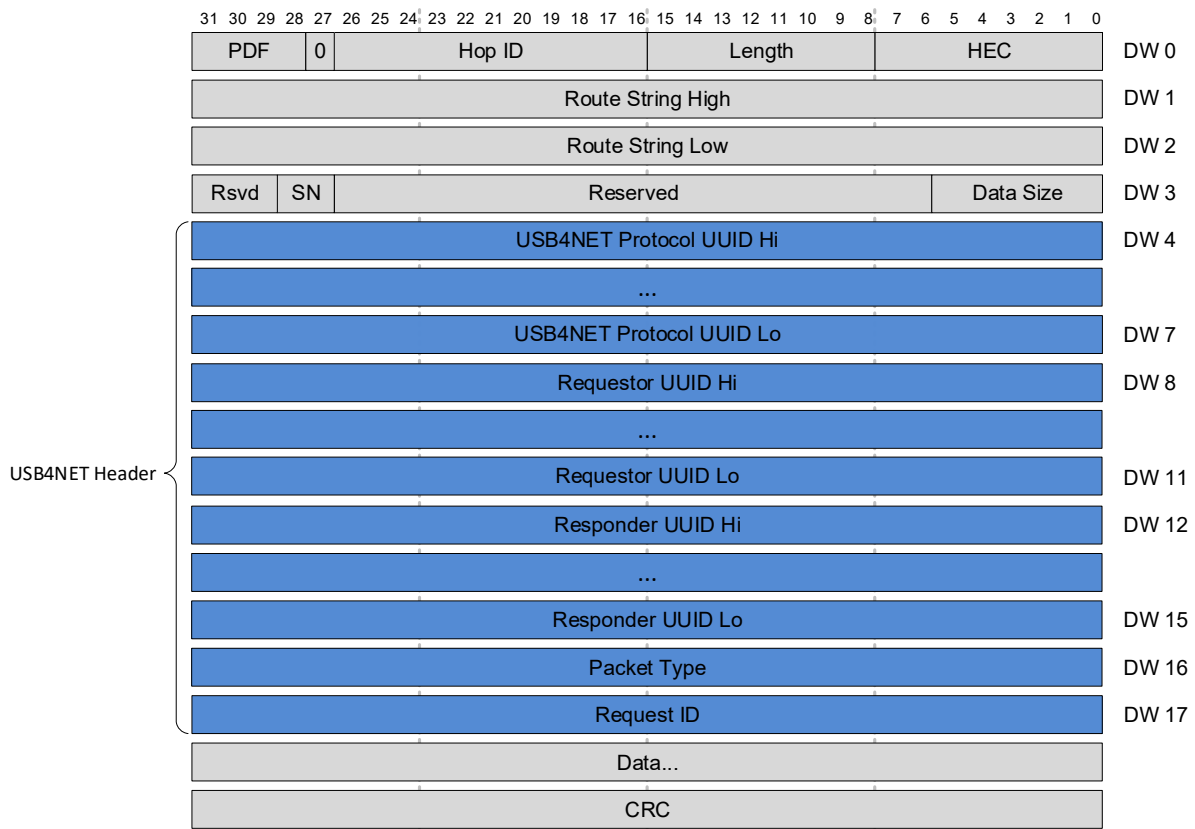 31 30 29 28 27 26 25 24 23 22 21 20 19 18 17 16 15 14 13 12 11 10 9 8 7 6 5 4 3 2 1 0
PDF 0 Hop ID Length HEC DW 0
Route String High DW 1
Route String Low DW 2
Rsvd SN Reserved Data Size DW 3
USB4NET Protocol UUID Hi DW 4
...
USB4NET Protocol UUID Lo DW 7
Requestor UUID Hi DW 8
...
USB4NET Header
Requestor UUID Lo DW 11
Responder UUID Hi DW 12
...
Responder UUID Lo DW 15
Packet Type DW 16
Request ID DW 17
Data...
CRC